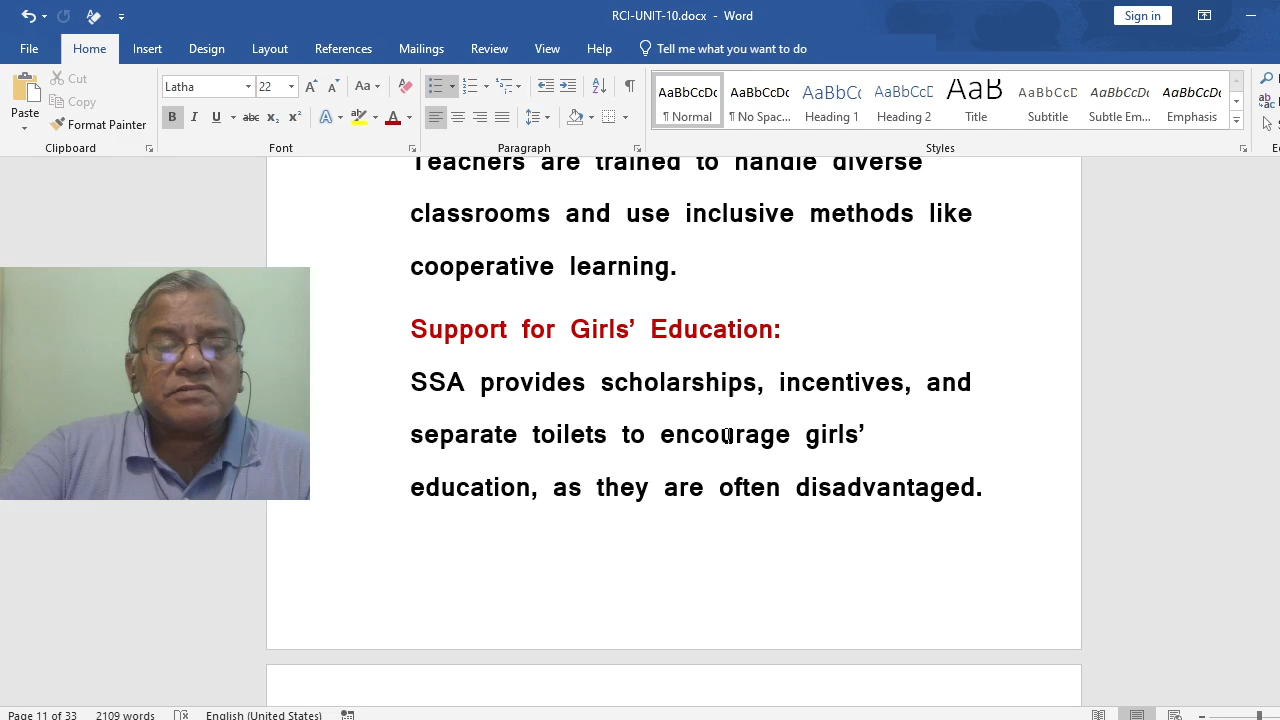 RCI-UNIT-10.docx - Word
Sign in
File Home Insert Design Layout References Mailings Review View Help Tell me what you want to do
Paste
Cut
Copy
Format Painter
Clipboard
Latha 22
Font
Paragraph
AaBbCcDc ¶ Normal
AaBbCcDc ¶ No Spac...
AaBbCc Heading 1
AaBbCcD Heading 2
AaB Title
AaBbCcD Subtitle
AaBbCcDc Subtle Em...
AaBbCcDc Emphasis
Styles
Teachers are trained to handle diverse
classrooms and use inclusive methods like
cooperative learning.
Support for Girls’ Education:
SSA provides scholarships, incentives, and
separate toilets to encourage girls’
education, as they are often disadvantaged.
Page 11 of 33 2109 words English (United States)